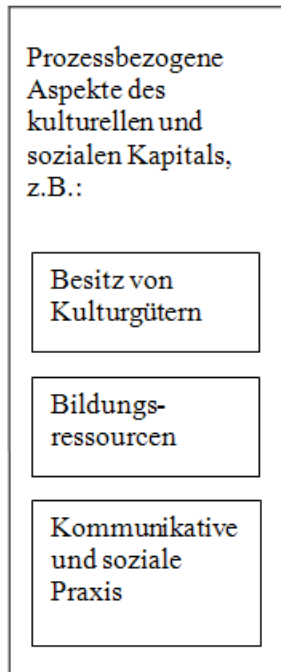 Prozessbezogene
Aspekte des
kulturellen und
sozialen Kapitals,
z.B.:
Besitz von
Kulturgütern
Bildungs-
ressourcen
Kommunikative
und soziale
Praxis